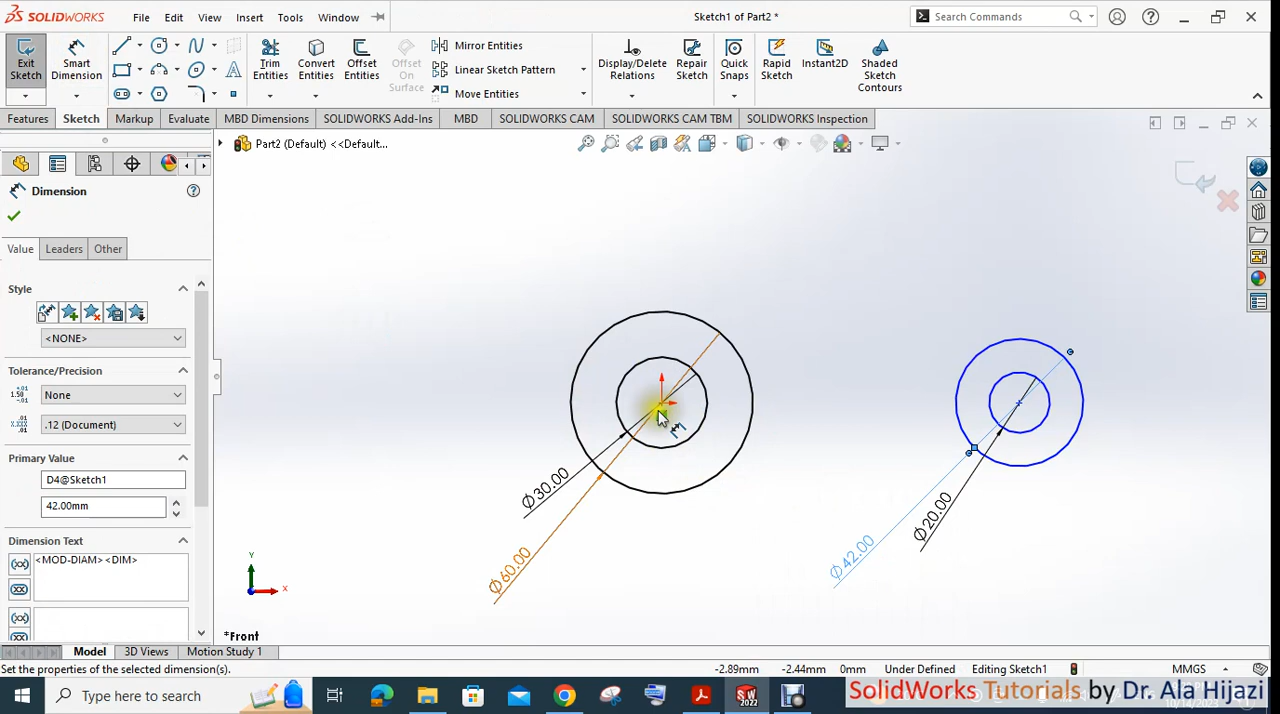 SOLIDWORKS
File Edit View Insert Tools Window
Sketch1 of Part2 *
Search Commands
Exit Sketch
Smart Dimension
Trim Entities
Convert Entities
Offset Entities
Offset On Surface
Mirror Entities
Linear Sketch Pattern
Move Entities
Display/Delete Relations
Repair Sketch
Quick Snaps
Rapid Sketch
Instant2D
Shaded Sketch Contours
Features Sketch Markup Evaluate MBD Dimensions SOLIDWORKS Add-Ins MBD SOLIDWORKS CAM SOLIDWORKS CAM TBM SOLIDWORKS Inspection
Part2 (Default) <<Default...
Dimension
Value Leaders Other
Style
<NONE>
Tolerance/Precision
None
.12 (Document)
Primary Value
D4@Sketch1
42.00mm
Dimension Text
<MOD-DIAM><DIM>
Ø30.00
Ø60.00
Ø20.00
Ø42.00
Y
X
*Front
Model 3D Views Motion Study 1
Set the properties of the selected dimension(s).
-2.89mm -2.44mm 0mm Under Defined Editing Sketch1 MMGS
Type here to search
SW 2022
SolidWorks Tutorials by Dr. Ala Hijazi